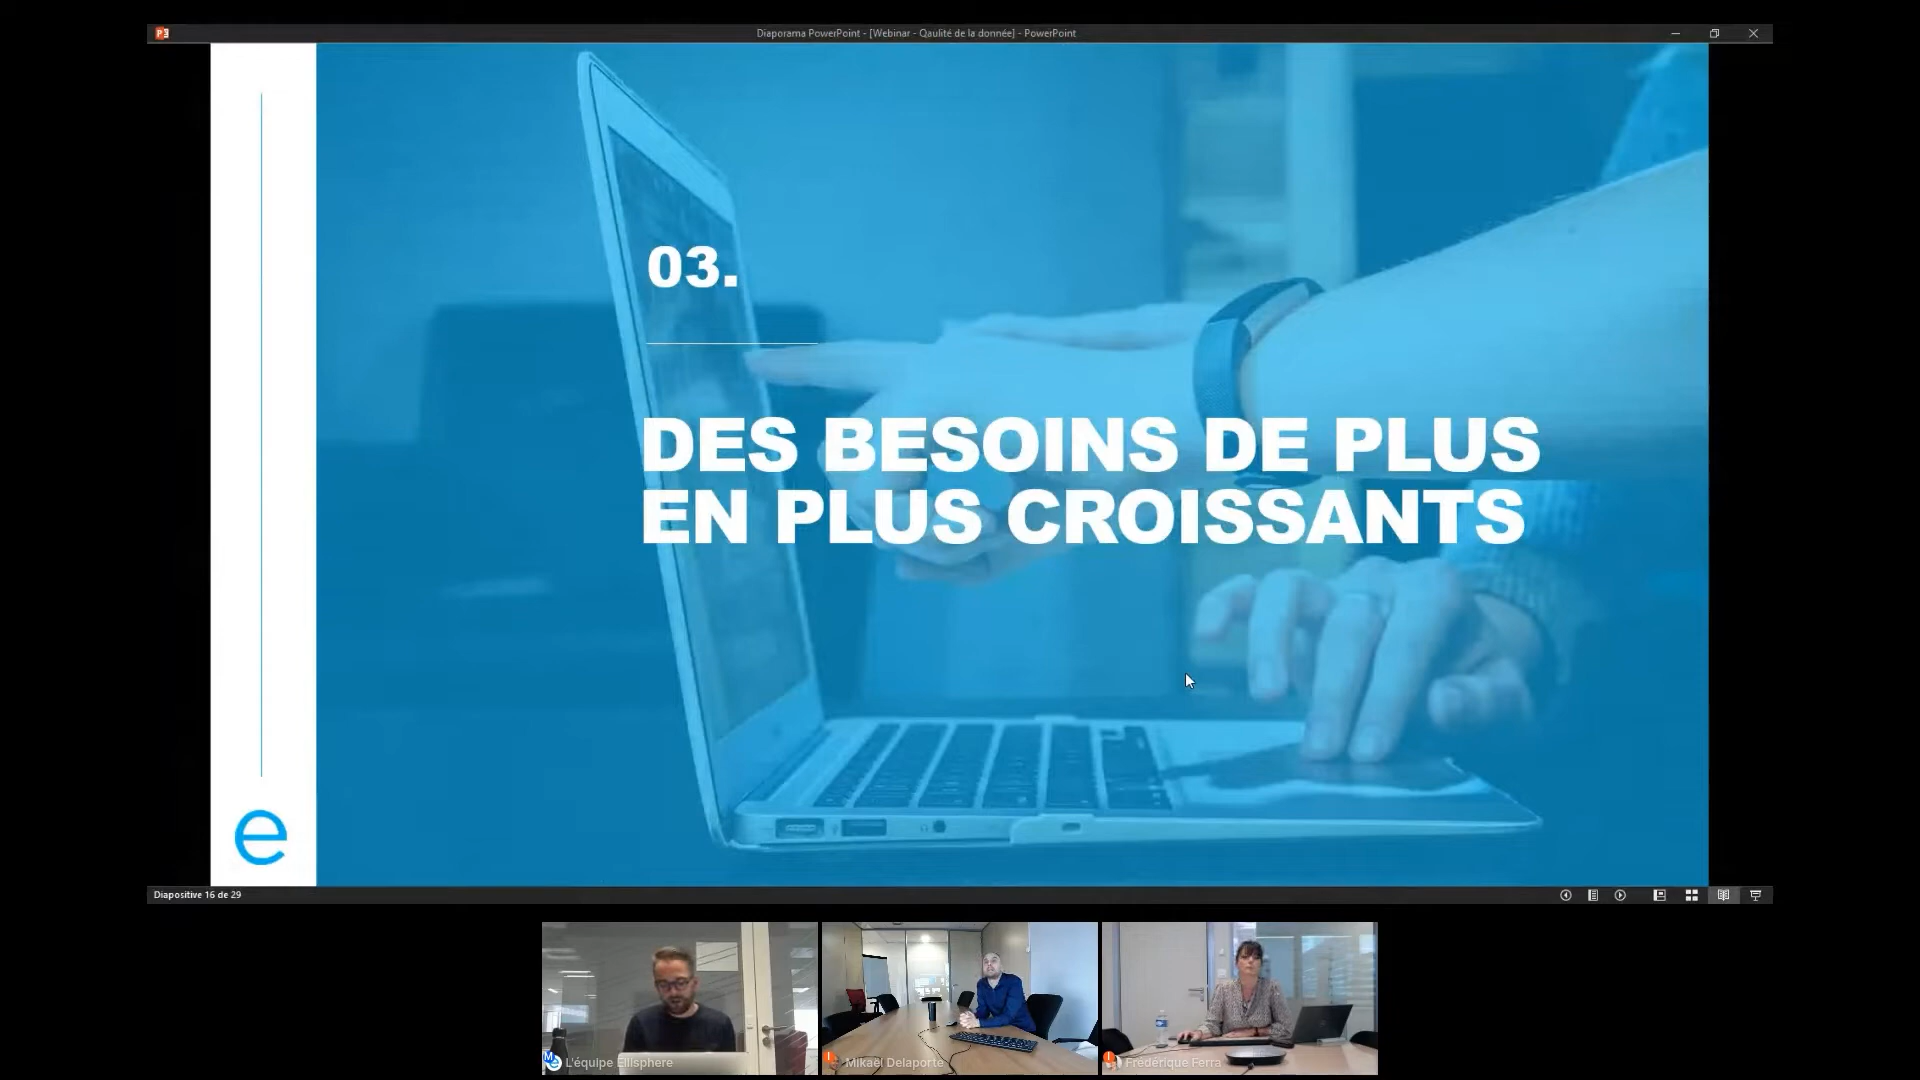 Diaporama PowerPoint - [Webinar - Qaulité de la donnée] - PowerPoint
03.
DES BESOINS DE PLUS
EN PLUS CROISSANTS
e
Diapositive 16 de 29
L'équipe Ellisphere
Mikaël Delaporte
Frédérique Ferra